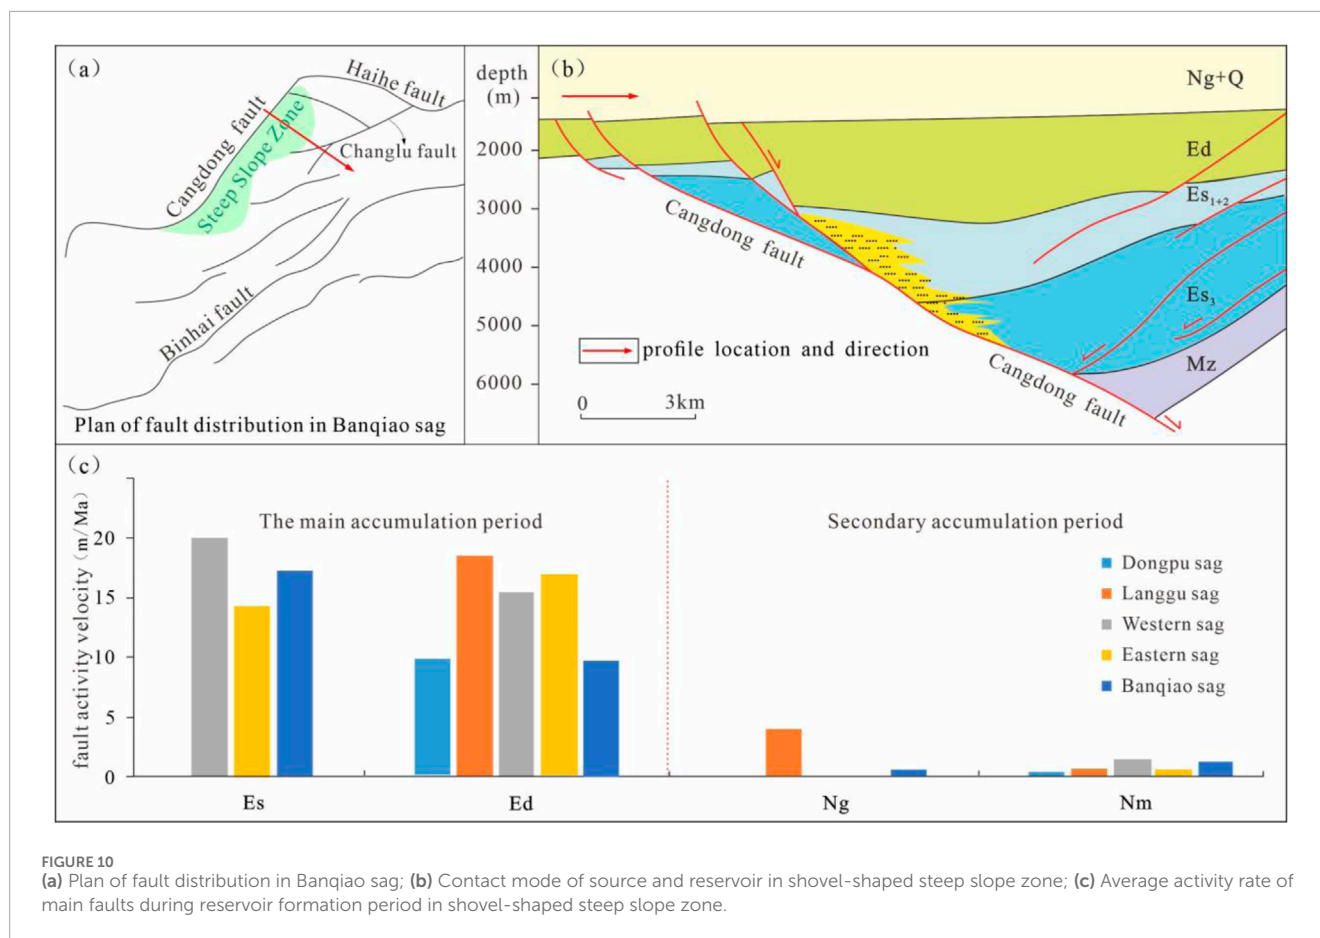 (a)
Haihe fault
Cangdong fault
Steep Slope Zone
Changlu fault
Binhai fault
Plan of fault distribution in Banqiao sag
depth
(m)
2000
3000
4000
5000
6000
(b)
Ng+Q
Ed
Es1+2
Cangdong fault
Es3
profile location and direction
Mz
Cangdong fault
0 3km
(c)
fault activity velocity (m/Ma)
20
15
10
5
0
The main accumulation period
Secondary accumulation period
Dongpu sag
Langgu sag
Western sag
Eastern sag
Banqiao sag
Es Ed Ng Nm
FIGURE 10
(a) Plan of fault distribution in Banqiao sag; (b) Contact mode of source and reservoir in shovel-shaped steep slope zone; (c) Average activity rate of
main faults during reservoir formation period in shovel-shaped steep slope zone.